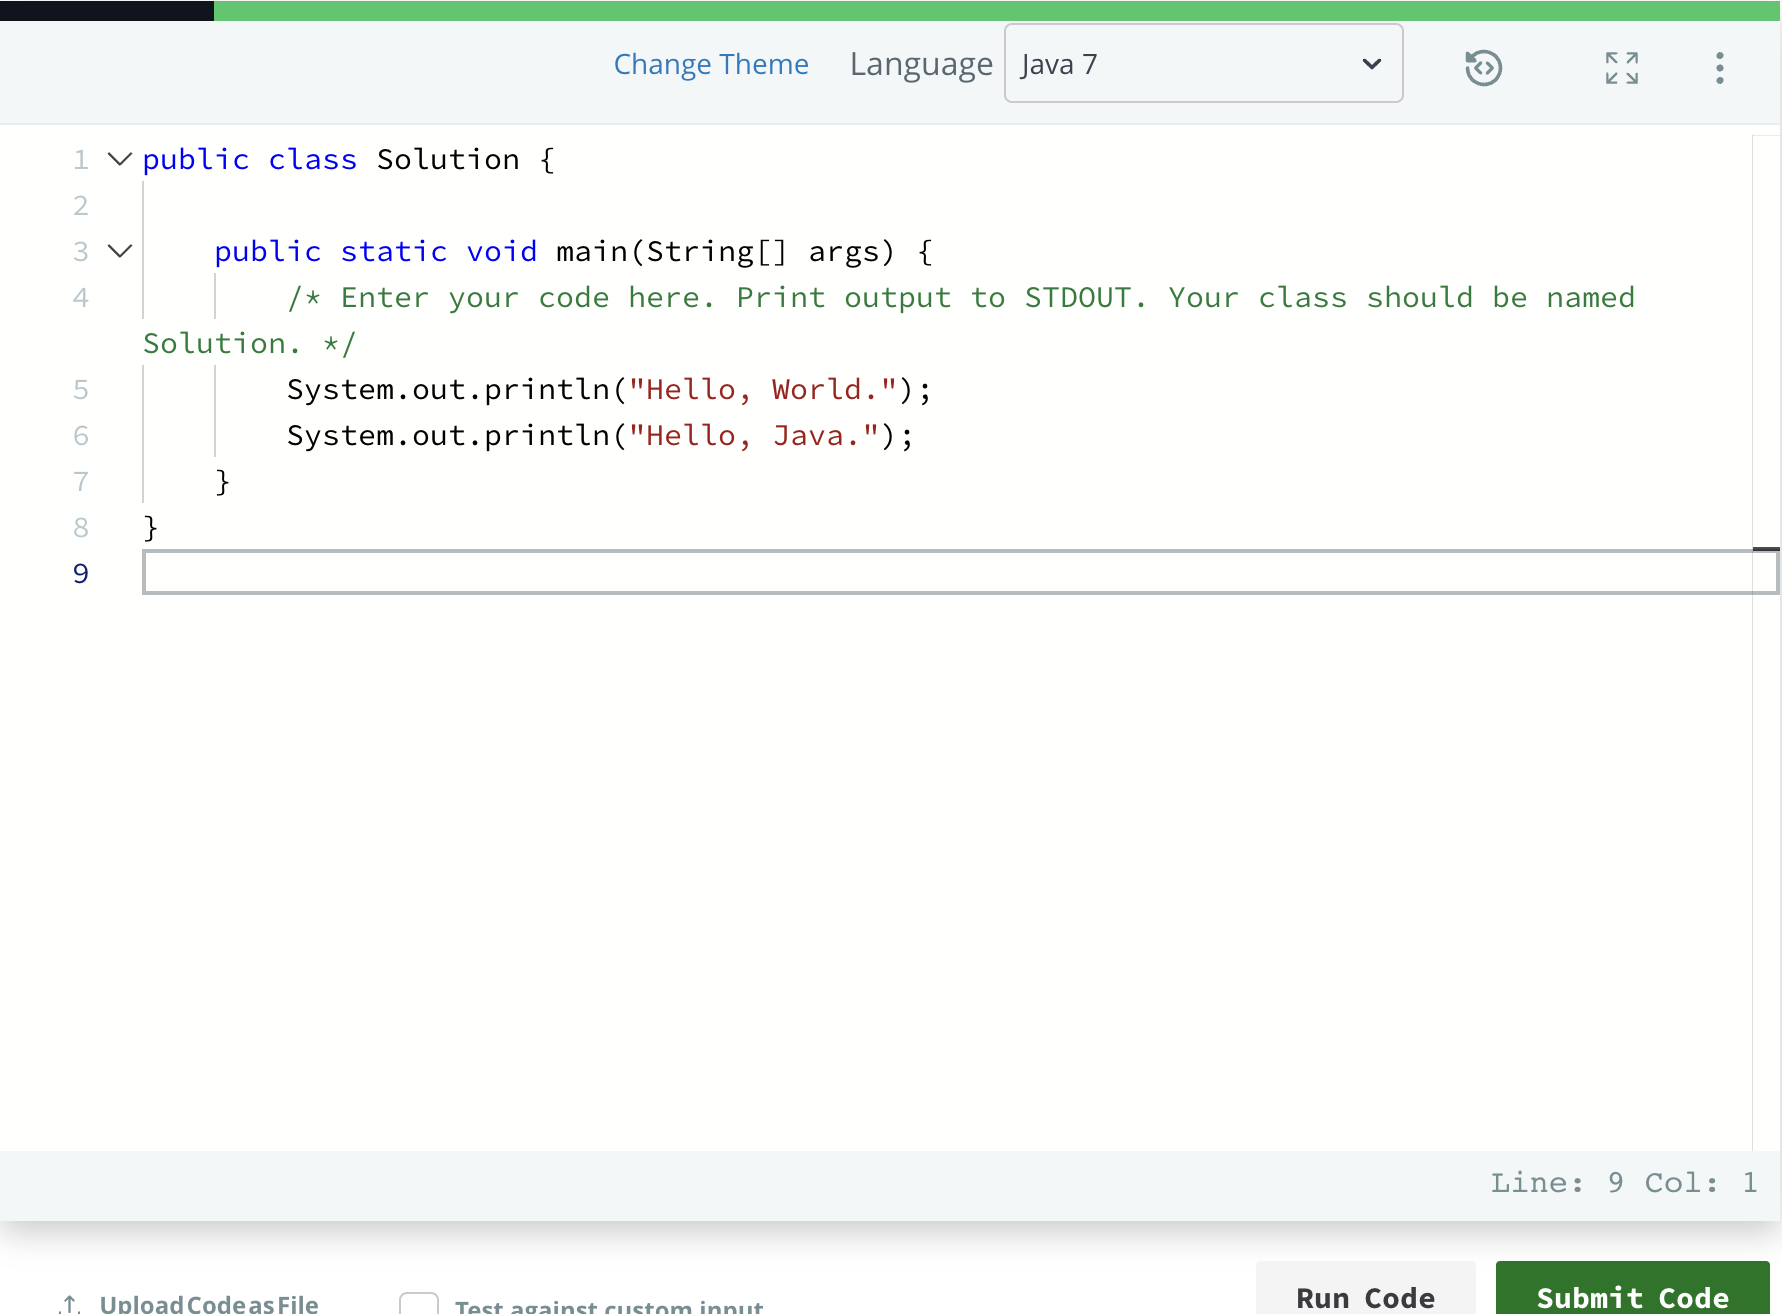 Change Theme Language Java 7
1 public class Solution {
2
3 public static void main(String[] args) {
4 /* Enter your code here. Print output to STDOUT. Your class should be named
Solution. */
5 System.out.println("Hello, World.");
6 System.out.println("Hello, Java.");
7 }
8 }
9
Line: 9 Col: 1
Upload Code as File Test against custom input Run Code Submit Code